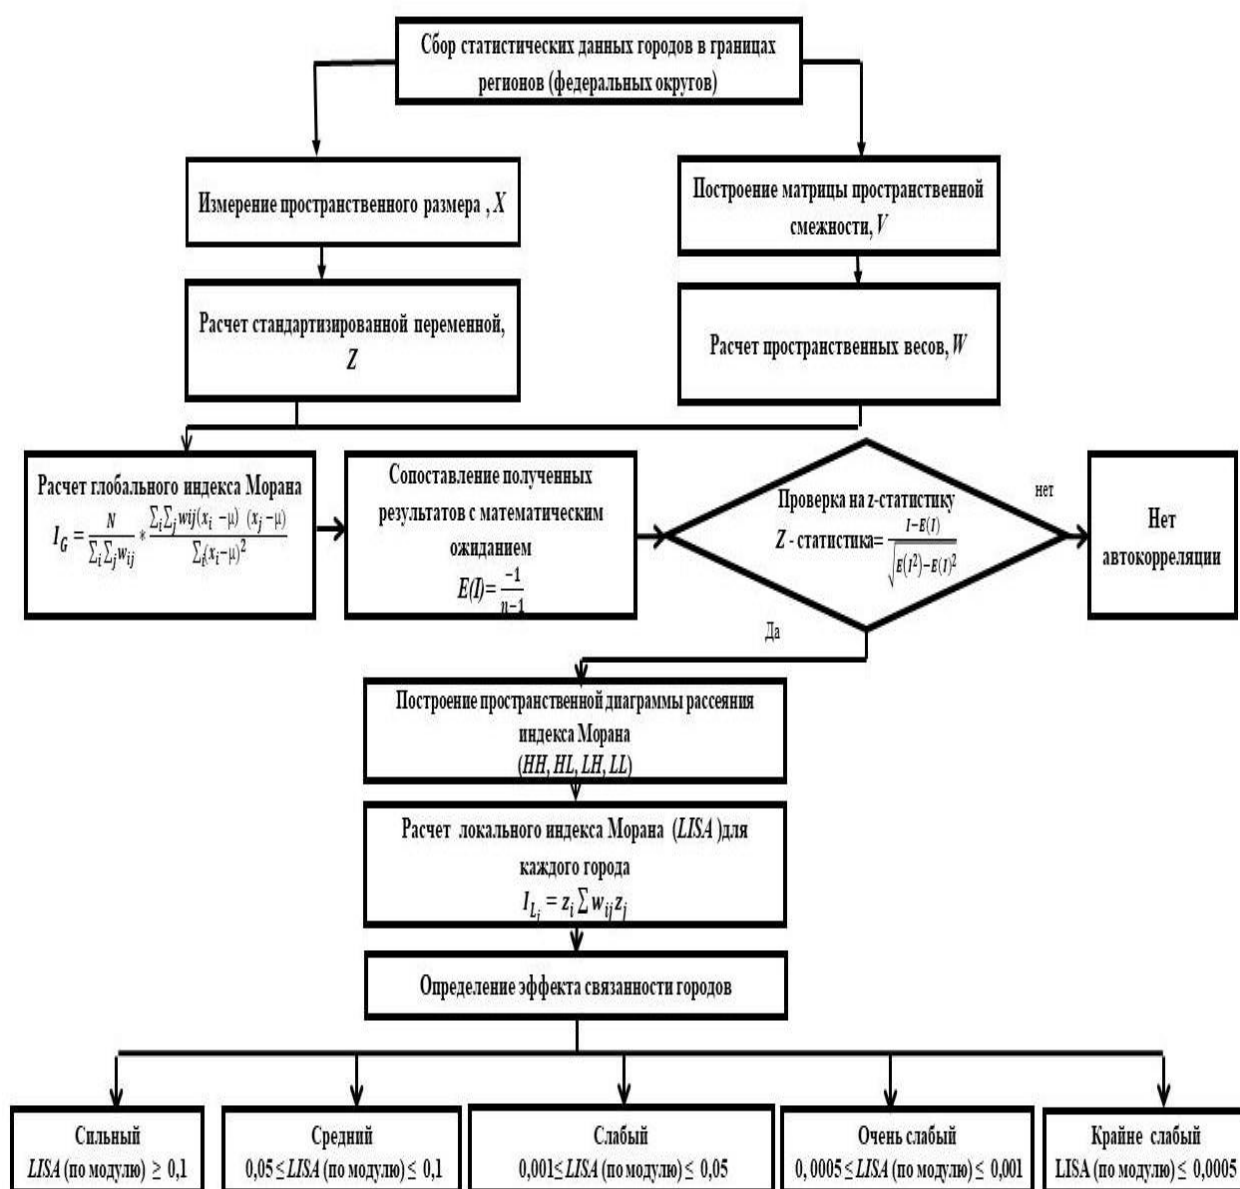 Сбор статистических данных городов в границах
регионов (федеральных округов)
Измерение пространственного размера , X
Построение матрицы пространственной
смежности, V
Расчет стандартизированной переменной,
Z
Расчет пространственных весов, W
Расчет глобального индекса Морана
I_G = N / ∑_i ∑_j w_ij * ∑_i ∑_j wij(x_i − μ) (x_j − μ) / ∑_i(x_i − μ)^2
Сопоставление полученных
результатов с математическим
ожиданием
E(I)= −1 / n−1
Проверка на z-статистику
Z - статистика= I−E(I) / √E(I^2)−E(I)^2
нет
Нет
автокорреляции
Да
Построение пространственной диаграммы рассеяния
индекса Морана
(HH, HL, LH, LL)
Расчет локального индекса Морана (LISA )для
каждого города
I_L_i = z_i ∑ w_ij z_j
Определение эффекта связанности городов
Сильный
LISA (по модулю) ≥ 0,1
Средний
0,05 ≤ LISA (по модулю) ≤ 0,1
Слабый
0,001≤ LISA (по модулю) ≤ 0,05
Очень слабый
0, 0005 ≤ LISA (по модулю) ≤ 0,001
Крайне слабый
LISA (по модулю) ≤ 0,0005